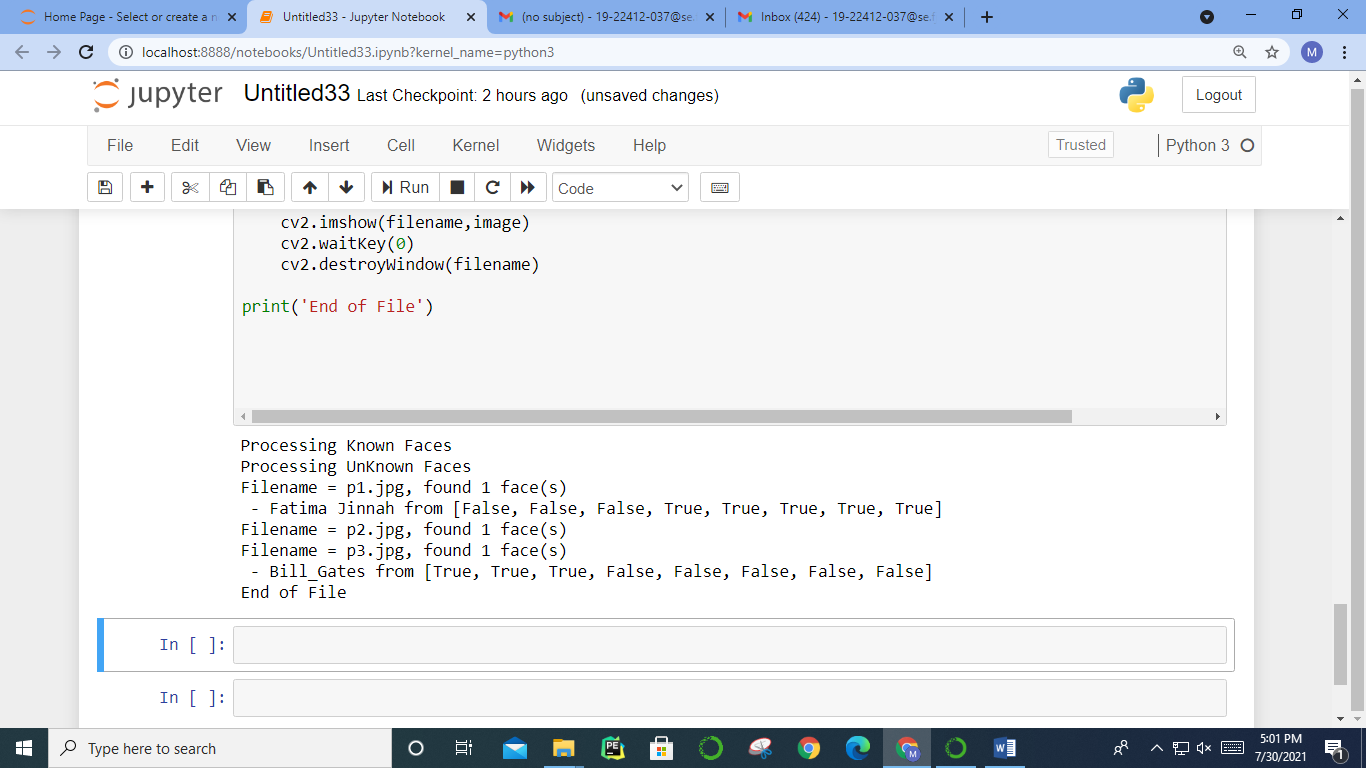 Home Page - Select or create a n
Untitled33 - Jupyter Notebook
(no subject) - 19-22412-037@se.
Inbox (424) - 19-22412-037@se.f
localhost:8888/notebooks/Untitled33.ipynb?kernel_name=python3
M
jupyter Untitled33 Last Checkpoint: 2 hours ago (unsaved changes)
Logout
File Edit View Insert Cell Kernel Widgets Help
Trusted
Python 3
Run
Code
cv2.imshow(filename,image)
cv2.waitKey(0)
cv2.destroyWindow(filename)
print('End of File')
Processing Known Faces
Processing UnKnown Faces
Filename = p1.jpg, found 1 face(s)
- Fatima Jinnah from [False, False, False, True, True, True, True, True]
Filename = p2.jpg, found 1 face(s)
Filename = p3.jpg, found 1 face(s)
- Bill_Gates from [True, True, True, False, False, False, False, False]
End of File
In [ ]:
In [ ]:
Type here to search
PE
M
W
5:01 PM
7/30/2021
1